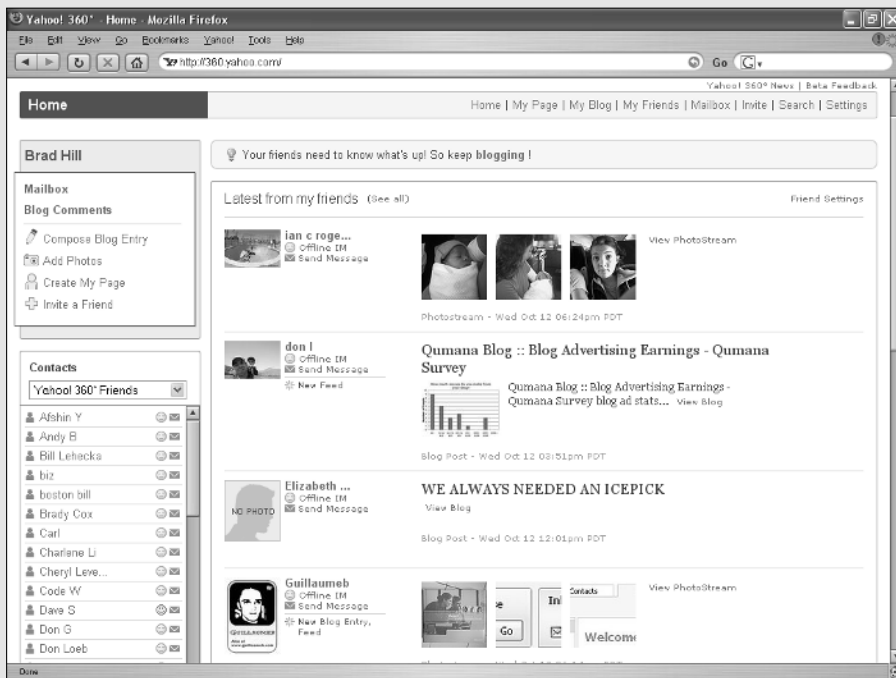 Yahoo! 360° - Home - Mozilla Firefox
File Edit View Go Bookmarks Yahoo! Tools Help
http://360.yahoo.com/
Go
G
Yahoo! 360° News | Beta Feedback
Home
Home | My Page | My Blog | My Friends | Mailbox | Invite | Search | Settings
Brad Hill
Mailbox
Blog Comments
Compose Blog Entry
Add Photos
Create My Page
Invite a Friend
Contacts
Yahoo! 360° Friends
Afshin Y
Andy B
Bill Lehecka
biz
boston bill
Brady Cox
Carl
Charlene Li
Cheryl Leve...
Code W
Dave S
Don G
Don Loeb
Your friends need to know what's up! So keep blogging !
Latest from my friends (See all)
Friend Settings
ian c roge...
Offline IM
Send Message
View PhotoStream
Photostream - Wed Oct 12 06:24pm PDT
don l
Offline IM
Send Message
New Feed
Qumana Blog :: Blog Advertising Earnings - Qumana
Survey
Qumana Blog :: Blog Advertising Earnings -
Qumana Survey blog ad stats... View Blog
Blog Post - Wed Oct 12 03:51pm PDT
NO PHOTO
Elizabeth ...
Offline IM
Send Message
WE ALWAYS NEEDED AN ICEPICK
View Blog
Blog Post - Wed Oct 12 12:01pm PDT
Guillaumeb
Offline IM
Send Message
New Blog Entry,
Feed
Go
Contacts
Welcome
View PhotoStream
Done